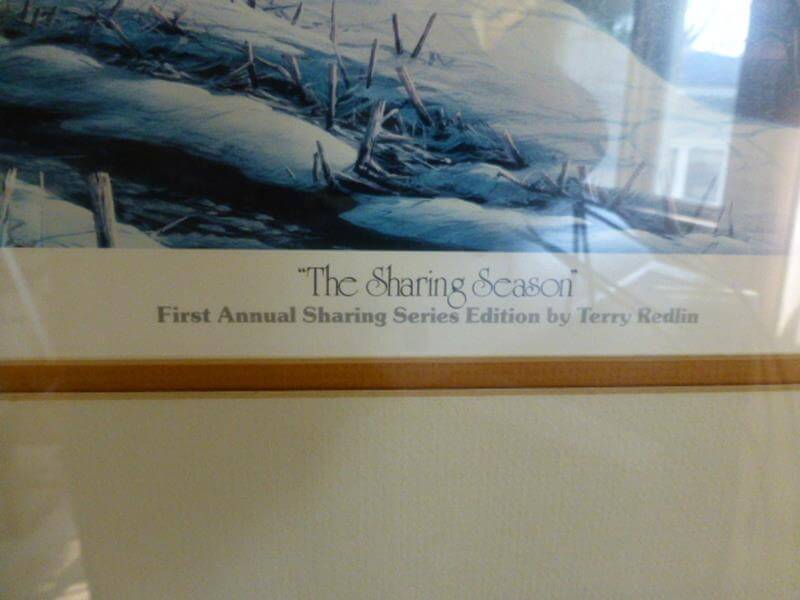 "The Sharing Season"
First Annual Sharing Series Edition by Terry Redlin